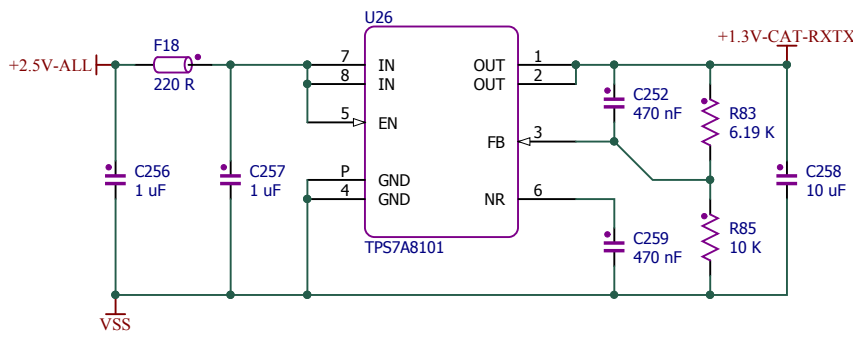 U26
+1.3V-CAT-RXTX
F18
+2.5V-ALL
220 R
7 IN OUT 1
8 IN OUT 2
C252
470 nF
R83
6.19 K
5 EN
FB 3
C256
1 uF
C257
1 uF
P GND
4 GND
NR 6
C258
10 uF
R85
10 K
C259
470 nF
TPS7A8101
VSS